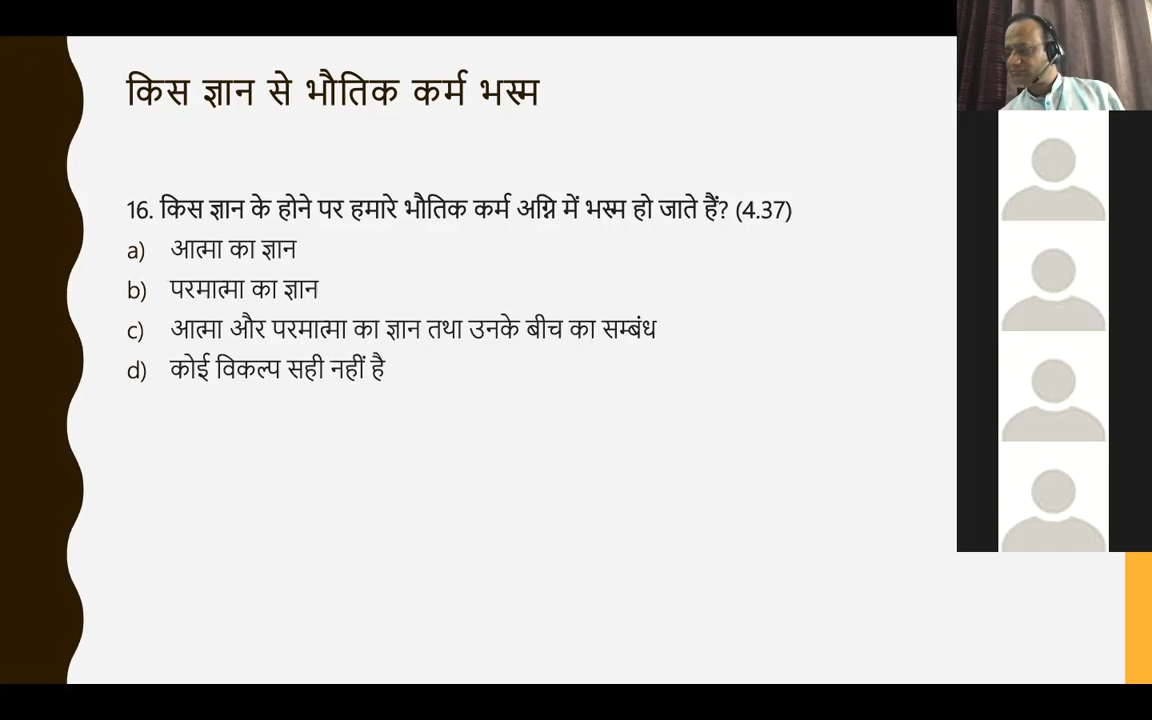 किस ज्ञान से भौतिक कर्म भस्म
16. किस ज्ञान के होने पर हमारे भौतिक कर्म अग्नि में भस्म हो जाते हैं? (4.37)
a) आत्मा का ज्ञान
b) परमात्मा का ज्ञान
c) आत्मा और परमात्मा का ज्ञान तथा उनके बीच का सम्बंध
d) कोई विकल्प सही नहीं है